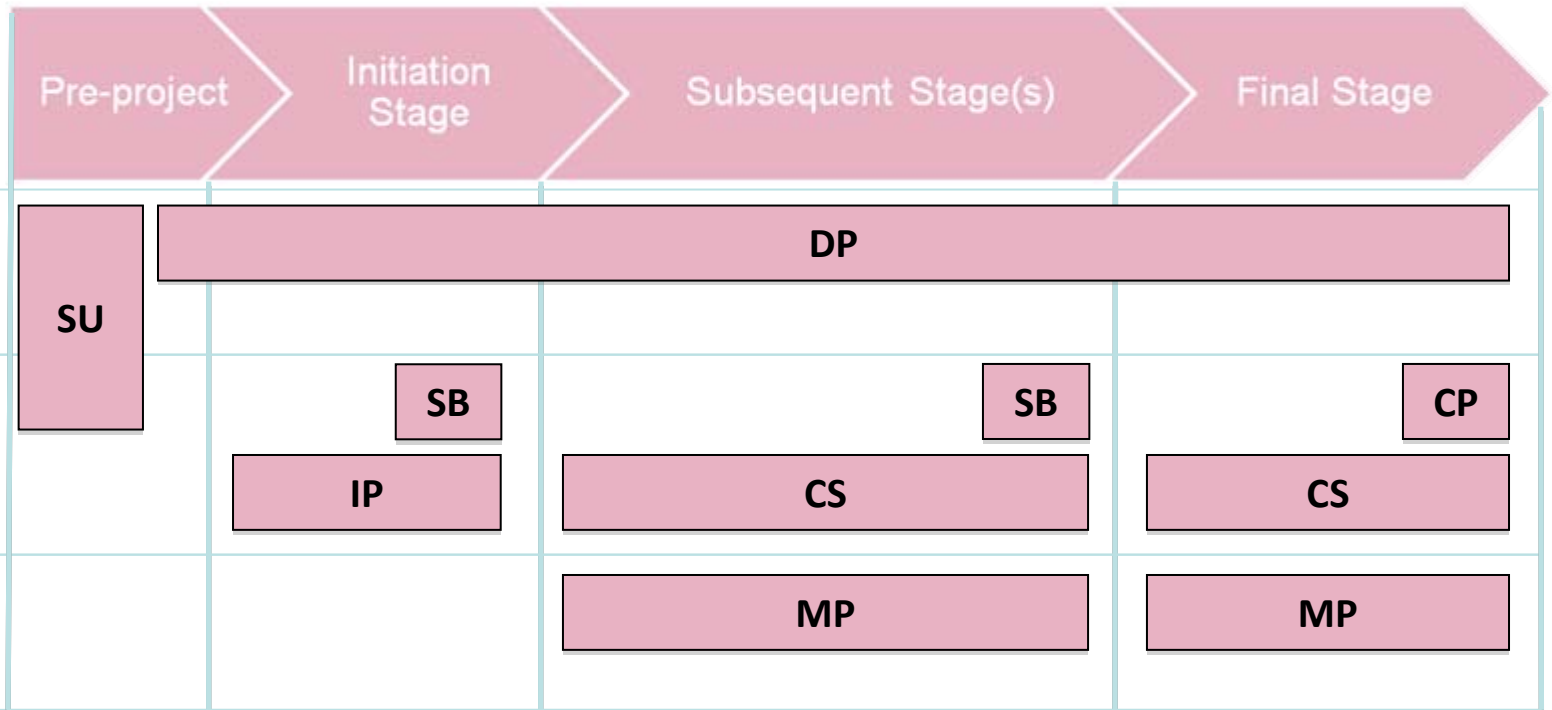 Pre-project
Initiation
Stage
Subsequent Stage(s)
Final Stage
DP
SU
SB
SB
CP
IP
CS
CS
MP
MP